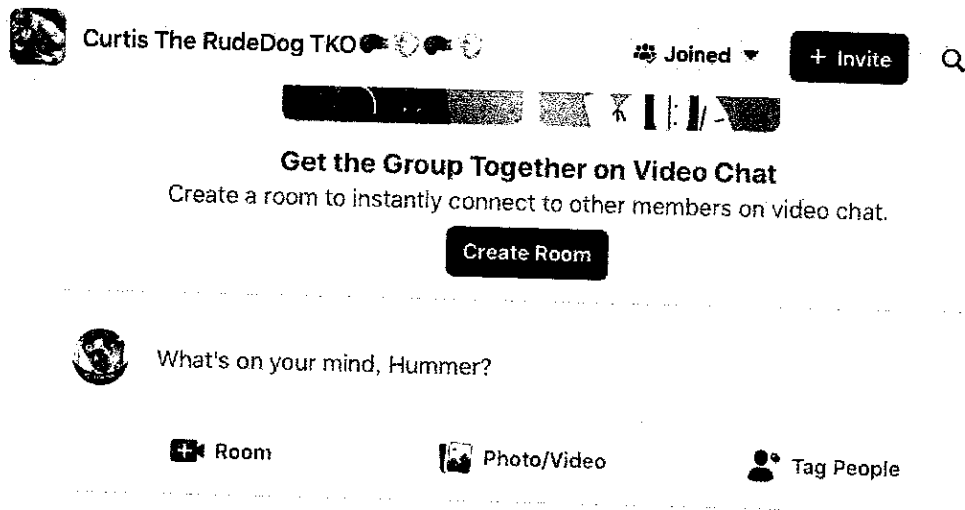 Curtis The RudeDog TKO🥊🥊
Joined
+ Invite
Get the Group Together on Video Chat
Create a room to instantly connect to other members on video chat.
Create Room
What's on your mind, Hummer?
Room
Photo/Video
Tag People